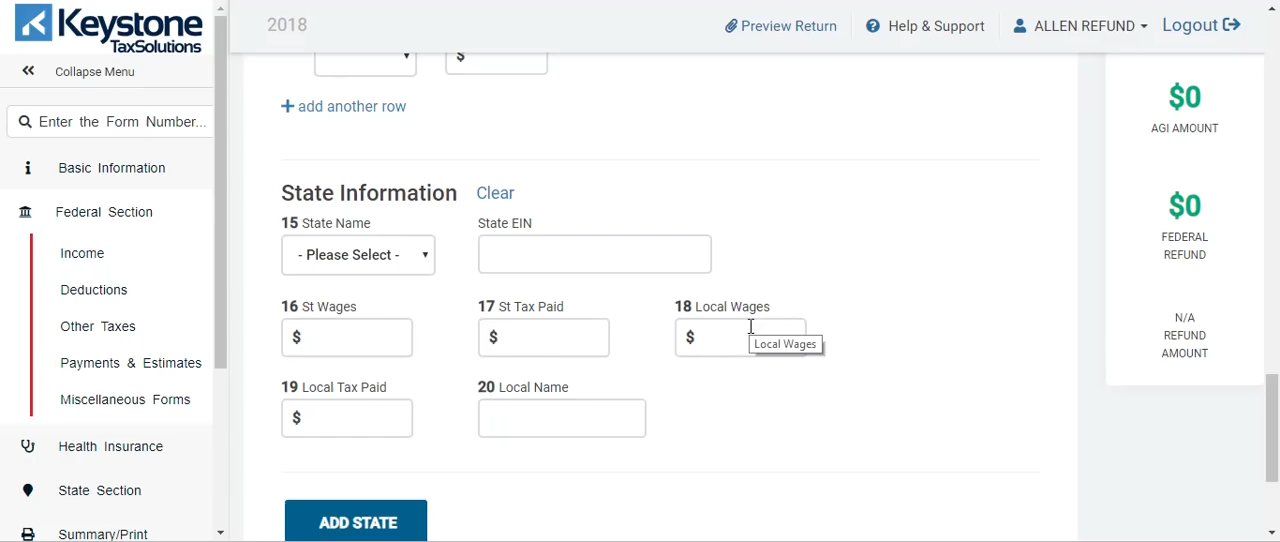 Keystone
TaxSolutions
Collapse Menu
Enter the Form Number...
Basic Information
Federal Section
Income
Deductions
Other Taxes
Payments & Estimates
Miscellaneous Forms
Health Insurance
State Section
Summary/Print
2018
Preview Return
Help & Support
ALLEN REFUND
Logout
$
+ add another row
State Information Clear
15 State Name State EIN
- Please Select -
16 St Wages 17 St Tax Paid 18 Local Wages
$ $ $
Local Wages
19 Local Tax Paid 20 Local Name
$
ADD STATE
$0
AGI AMOUNT
$0
FEDERAL
REFUND
N/A
REFUND
AMOUNT